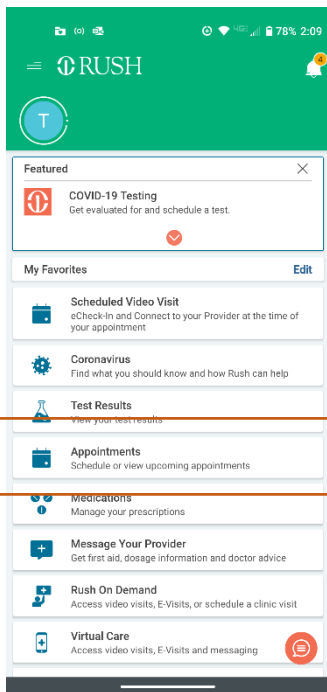 78% 2:09
RUSH
4
T
Featured
COVID-19 Testing
Get evaluated for and schedule a test.
My Favorites Edit
Scheduled Video Visit
eCheck-In and Connect to your Provider at the time of
your appointment
Coronavirus
Find what you should know and how Rush can help
Test Results
View your test results
Appointments
Schedule or view upcoming appointments
Medications
Manage your prescriptions
Message Your Provider
Get first aid, dosage information and doctor advice
Rush On Demand
Access video visits, E-Visits, or schedule a clinic visit
Virtual Care
Access video visits, E-Visits and messaging